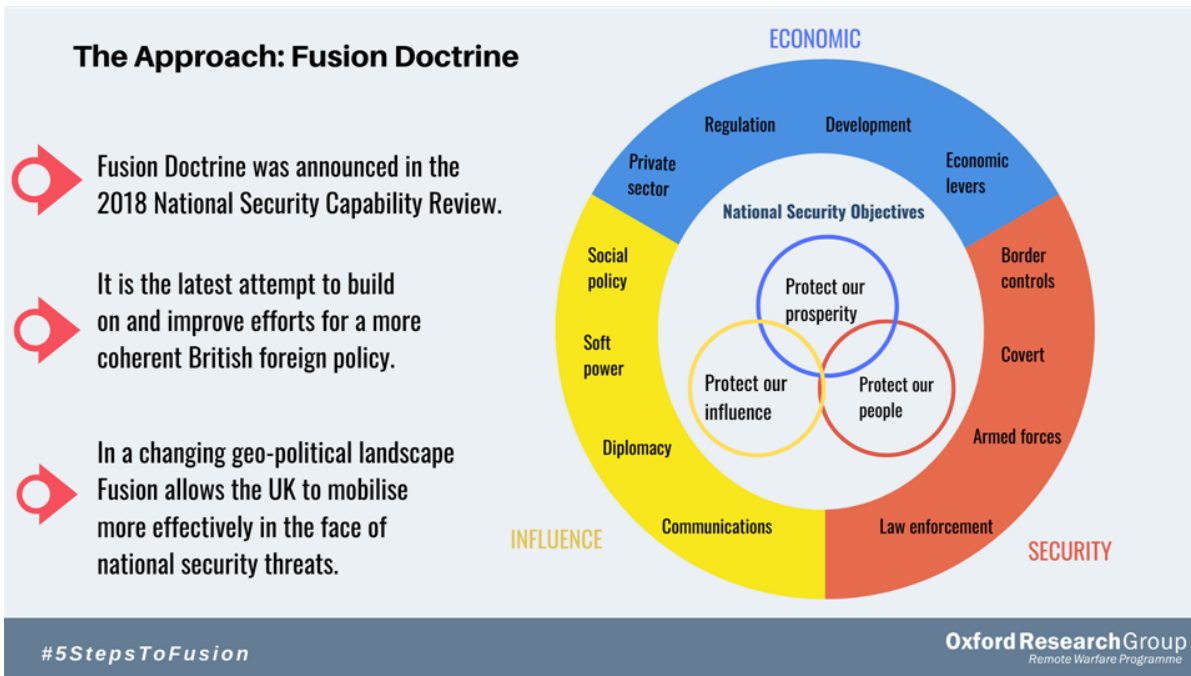 The Approach: Fusion Doctrine
Fusion Doctrine was announced in the
2018 National Security Capability Review.
It is the latest attempt to build
on and improve efforts for a more
coherent British foreign policy.
In a changing geo-political landscape
Fusion allows the UK to mobilise
more effectively in the face of
national security threats.
ECONOMIC
Regulation
Development
Private
sector
Economic
levers
National Security Objectives
Social
policy
Border
controls
Protect our
prosperity
Soft
power
Covert
Protect our
influence
Protect our
people
Diplomacy
Armed forces
Communications
Law enforcement
INFLUENCE
SECURITY
#5StepsToFusion
Oxford ResearchGroup
Remote Warfare Programme